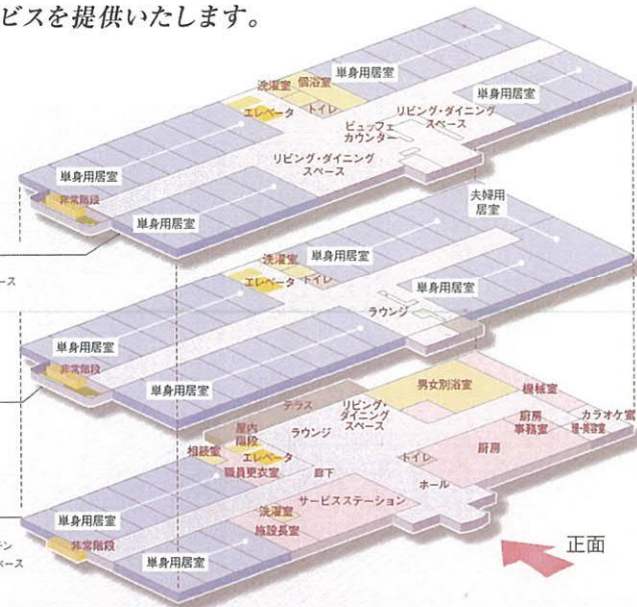 ビスを提供いたします。
単身用居室
洗濯室
個浴室
エレベータ
トイレ
単身用居室
リビング・ダイニング
スペース
ビュッフェ
カウンター
リビング・ダイニング
スペース
単身用居室
非常階段
単身用居室
夫婦用
居室
ース
洗濯室
単身用居室
エレベータ
トイレ
単身用居室
ラウンジ
単身用居室
非常階段
単身用居室
男女別浴室
機械室
テラス
リビング・
ダイニング
スペース
カラオケ室
理・美容室
厨房
事務室
屋内
階段
ラウンジ
相談室
エレベータ
職員更衣室
廊下
トイレ
厨房
ホール
サービスステーション
洗濯室
施設長室
単身用居室
非常階段
単身用居室
チン
ペース
正面